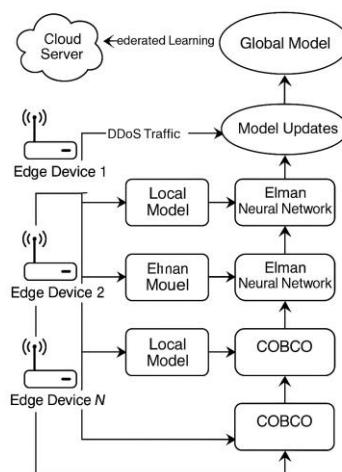 Cloud
Server
ederated Learning
Global Model
DDoS Traffic
Model Updates
Edge Device 1
Local
Model
Elman
Neural Network
Edge Device 2
Elman
Mouel
Elman
Neural Network
Local
Model
COBCO
Edge Device N
COBCO